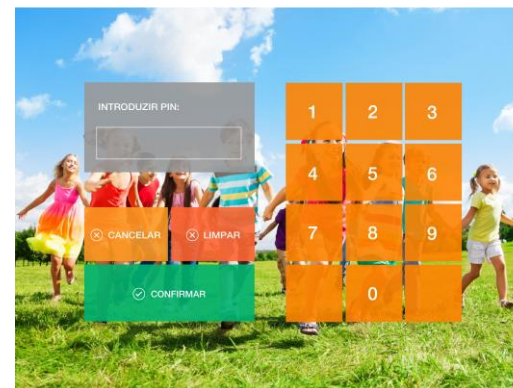 INTRODUZIR PIN:
1 2 3
4 5 6
CANCELAR LIMPAR
7 8 9
CONFIRMAR
0